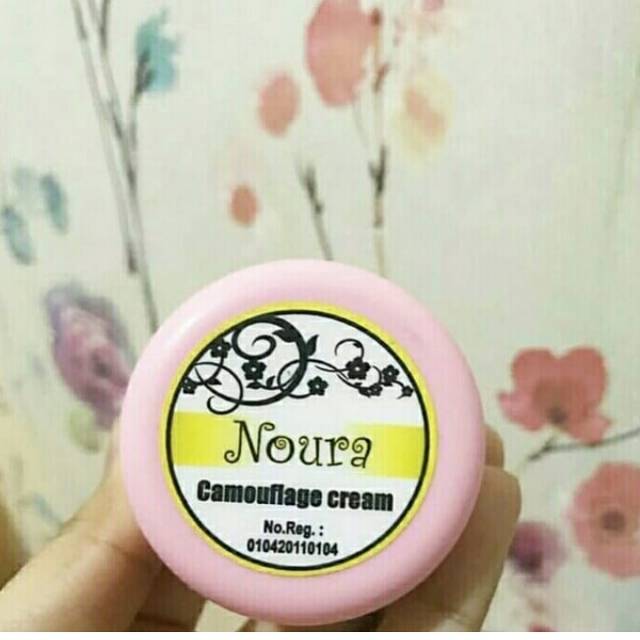 Noura
Camouflage cream
No.Reg. :
010420110104